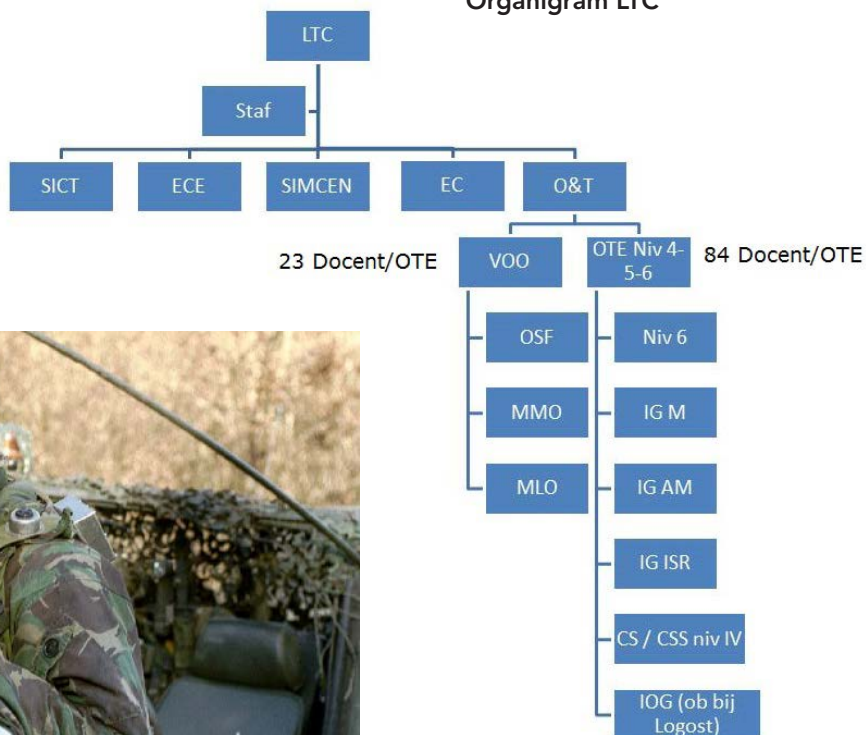 Organigram LTC
LTC
Staf
SICT
ECE
SIMCEN
EC
O&T
23 Docent/OTE
VOO
OTE Niv 4-
5-6
84 Docent/OTE
OSF
Niv 6
MMO
IG M
MLO
IG AM
IG ISR
CS / CSS niv IV
IOG (ob bij
Logost)